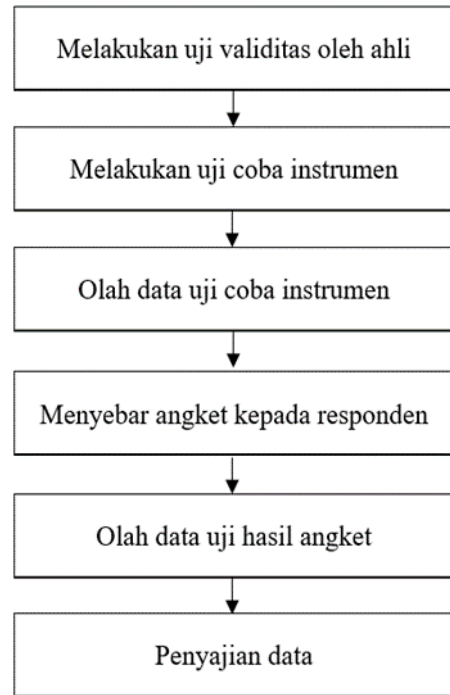 Melakukan uji validitas oleh ahli
Melakukan uji coba instrumen
Olah data uji coba instrumen
Menyebar angket kepada responden
Olah data uji hasil angket
Penyajian data